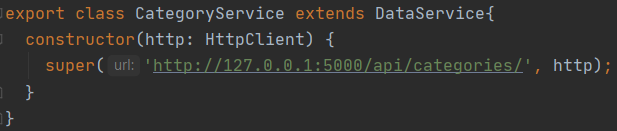 export class CategoryService extends DataService{
constructor(http: HttpClient) {
super( url: 'http://127.0.0.1:5000/api/categories/', http);
}
}